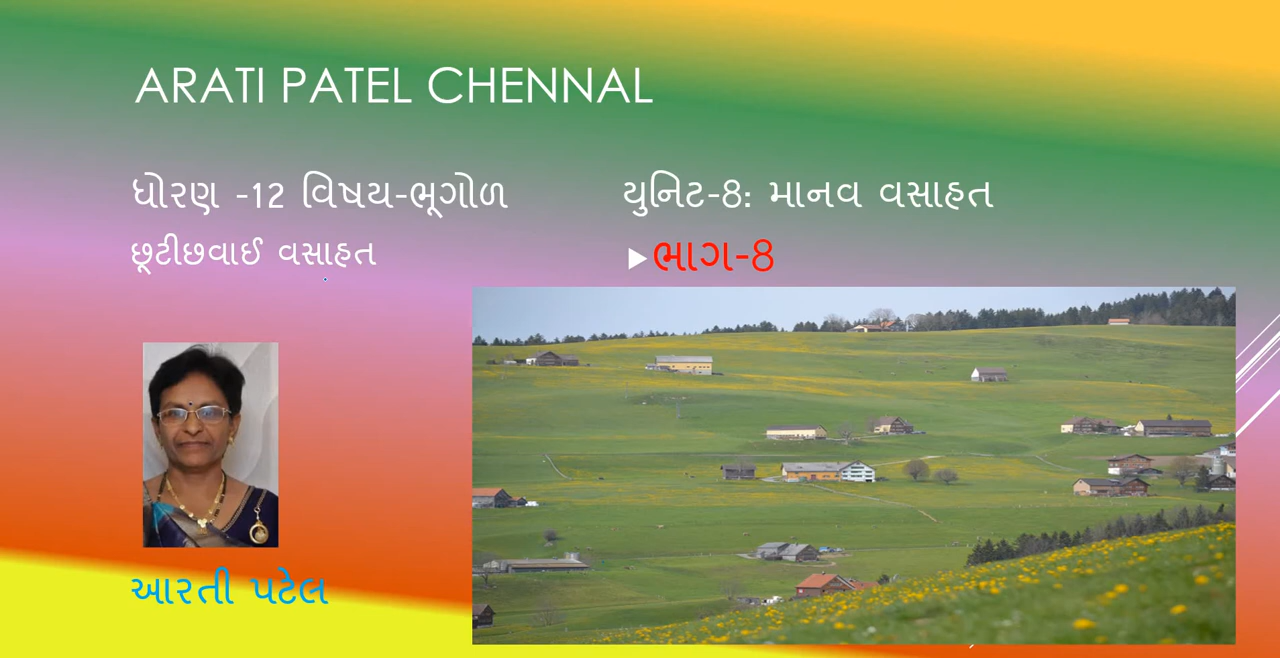 ARATI PATEL CHENNAL
ધોરણ -12 વિષય-ભૂગોળ
છૂટીછવાઈ વસાહત
યુનિટ-8: માનવ વસાહત
ભાગ-8
આરતી પટેલ